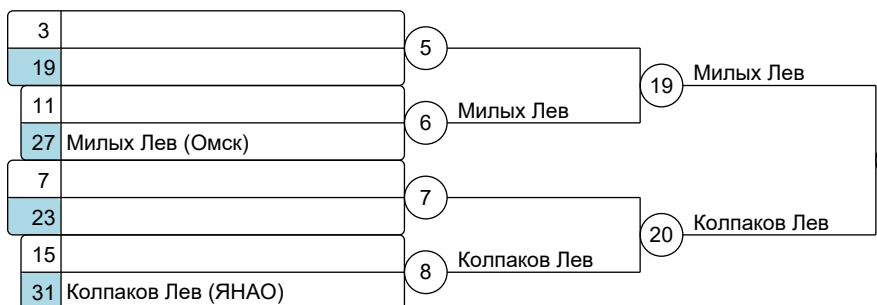 3
5
19
19 Милых Лев
11
6 Милых Лев
27 Милых Лев (Омск)
7
7
23
20 Колпаков Лев
15
8 Колпаков Лев
31 Колпаков Лев (ЯНАО)